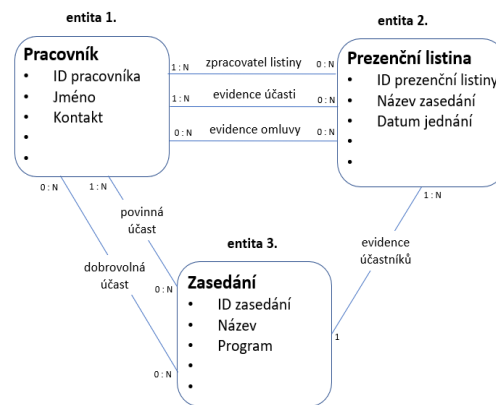 entita 1.
Pracovník
• ID pracovníka
• Jméno
• Kontakt
•
•
entita 2.
Prezenční listina
• ID prezenční listiny
• Název zasedání
• Datum jednání
•
•
1 : N zpracovatel listiny 0 : N
1 : N evidence účasti 0 : N
0 : N evidence omluvy 0 : N
0 : N
1 : N
1 : N
povinná
účast
dobrovolná
účast
evidence
účastníků
entita 3.
0 : N
0 : N
1
Zasedání
• ID zasedání
• Název
• Program
•
•